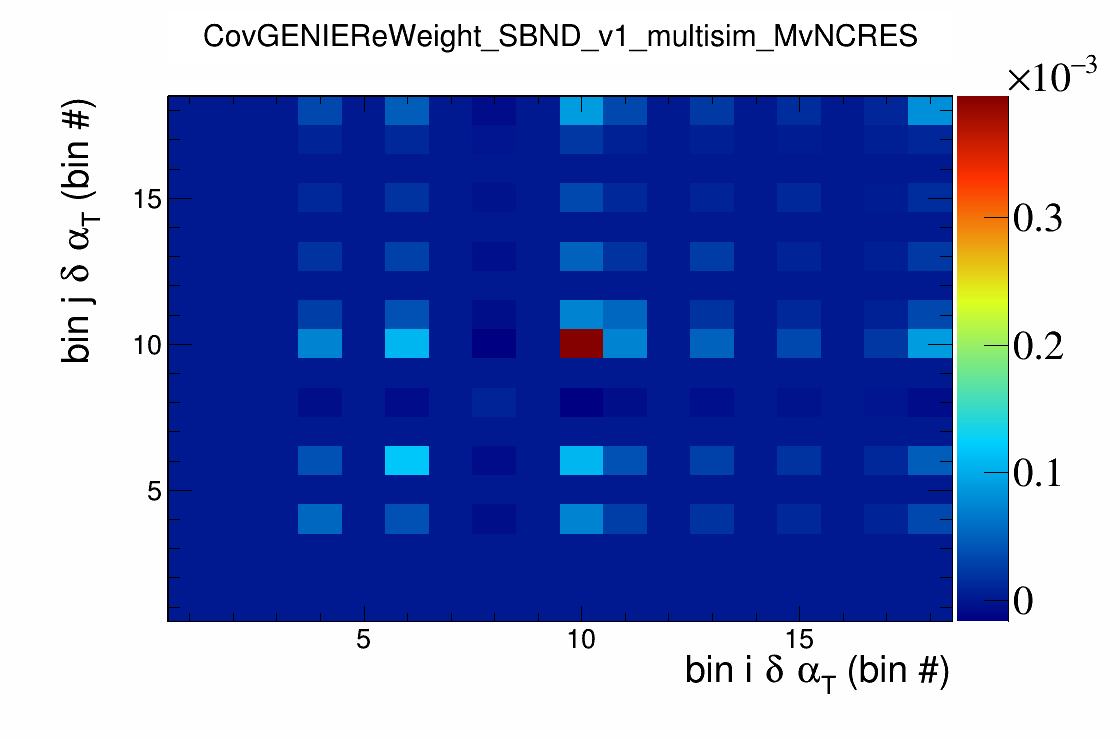 CovGENIEReWeight_SBND_v1_multisim_MvNCRES
×10⁻³
bin j δ α_T (bin #)
15
10
5
0.3
0.2
0.1
0
5 10 15
bin i δ α_T (bin #)